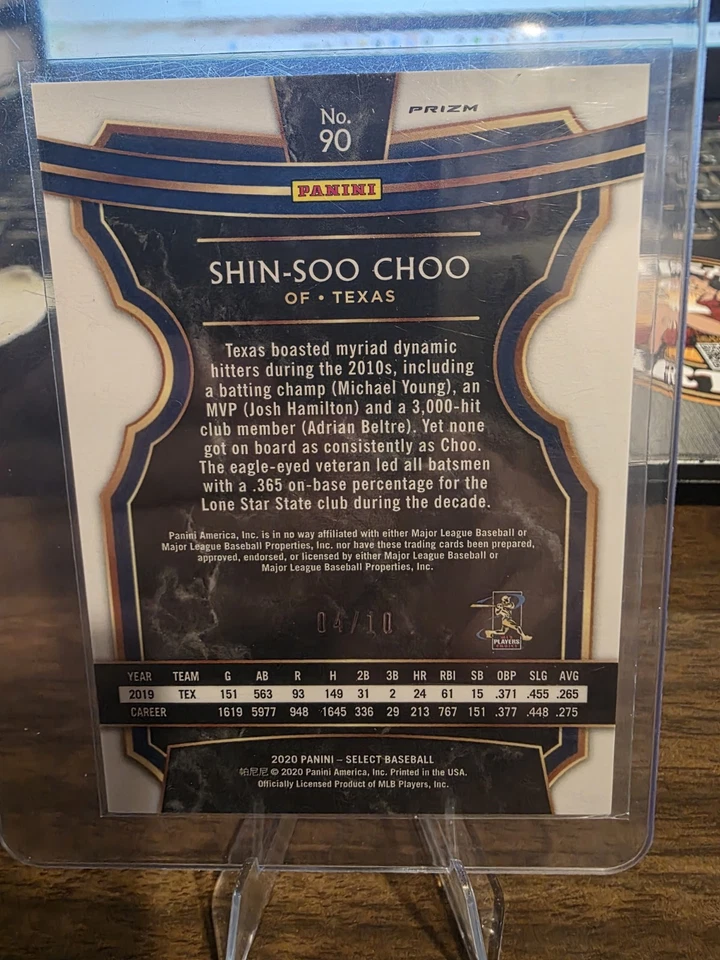 No.
90
PRIZM
PANINI
SHIN-SOO CHOO
OF • TEXAS
Texas boasted myriad dynamic
hitters during the 2010s, including
a batting champ (Michael Young), an
MVP (Josh Hamilton) and a 3,000-hit
club member (Adrian Beltre). Yet none
got on board as consistently as Choo.
The eagle-eyed veteran led all batsmen
with a .365 on-base percentage for the
Lone Star State club during the decade.
Panini America, Inc. is in no way affiliated with either Major League Baseball or
Major League Baseball Properties, Inc. nor have these trading cards been prepared,
approved, endorsed, or licensed by either Major League Baseball or
Major League Baseball Properties, Inc.
04/10
MLB
PLAYERS
YEAR TEAM G AB R H 2B 3B HR RBI SB OBP SLG AVG
2019 TEX 151 563 93 149 31 2 24 61 15 .371 .455 .265
CAREER 1619 5977 948 1645 336 29 213 767 151 .377 .448 .275
2020 PANINI – SELECT BASEBALL
帕尼尼 © 2020 Panini America, Inc. Printed in the USA.
Officially Licensed Product of MLB Players, Inc.